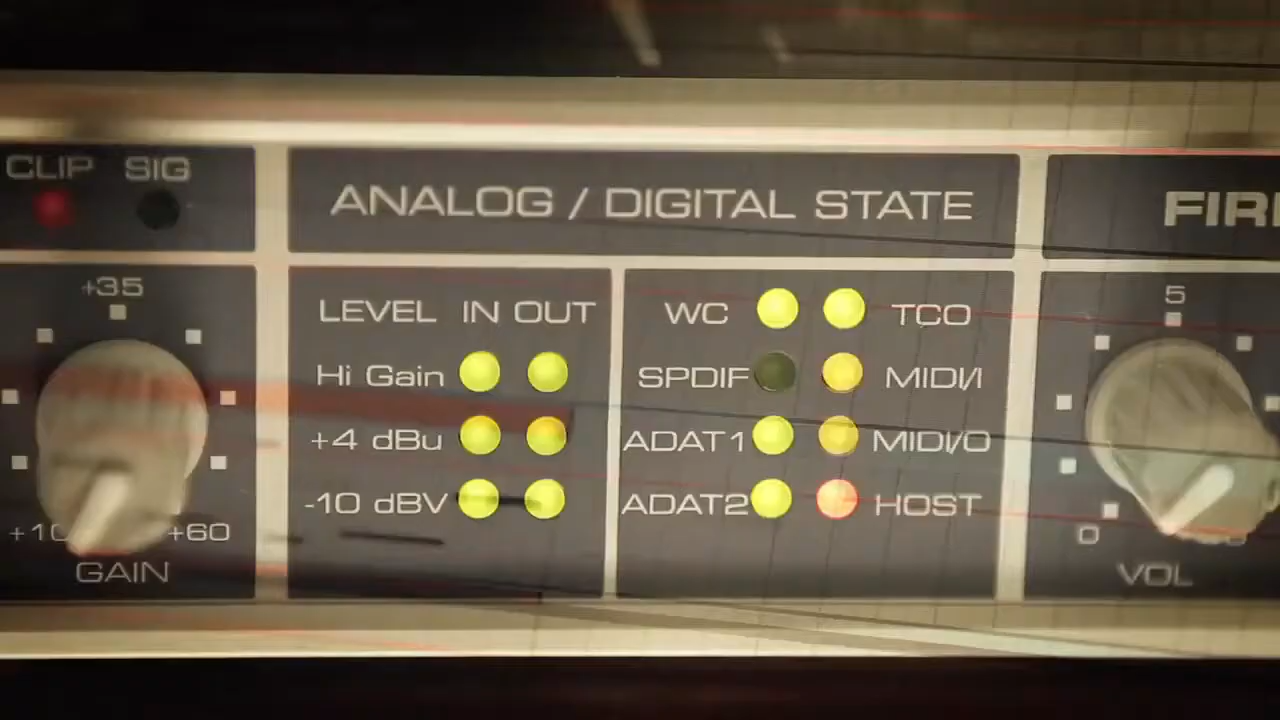 CLIP SIG
ANALOG / DIGITAL STATE
+35
+10 +60
GAIN
LEVEL IN OUT
Hi Gain
+4 dBu
-10 dBV
WC TCO
SPDIF MIDI/I
ADAT1 MIDI/O
ADAT2 HOST
5
0
VOL